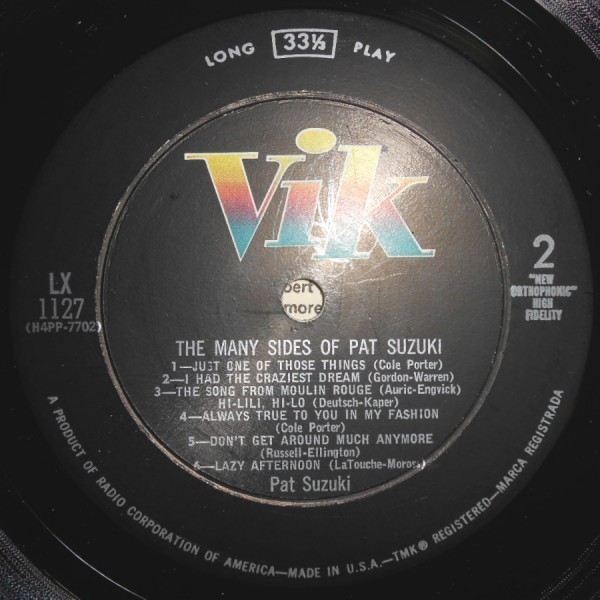 LONG 33⅓ PLAY
Vik
LX
1127
(H4PP-7702)
2
"NEW
ORTHOPHONIC"
HIGH
FIDELITY
pert
more
THE MANY SIDES OF PAT SUZUKI
1—JUST ONE OF THOSE THINGS (Cole Porter)
2—I HAD THE CRAZIEST DREAM (Gordon-Warren)
3—THE SONG FROM MOULIN ROUGE (Auric-Engvick)
HI-LILI, HI-LO (Deutsch-Kaper)
4—ALWAYS TRUE TO YOU IN MY FASHION
(Cole Porter)
5—DON'T GET AROUND MUCH ANYMORE
(Russell-Ellington)
6—LAZY AFTERNOON (LaTouche-Moross)
Pat Suzuki
A PRODUCT OF RADIO CORPORATION OF AMERICA—MADE IN U.S.A.—TMK® REGISTERED—MARCA REGISTRADA